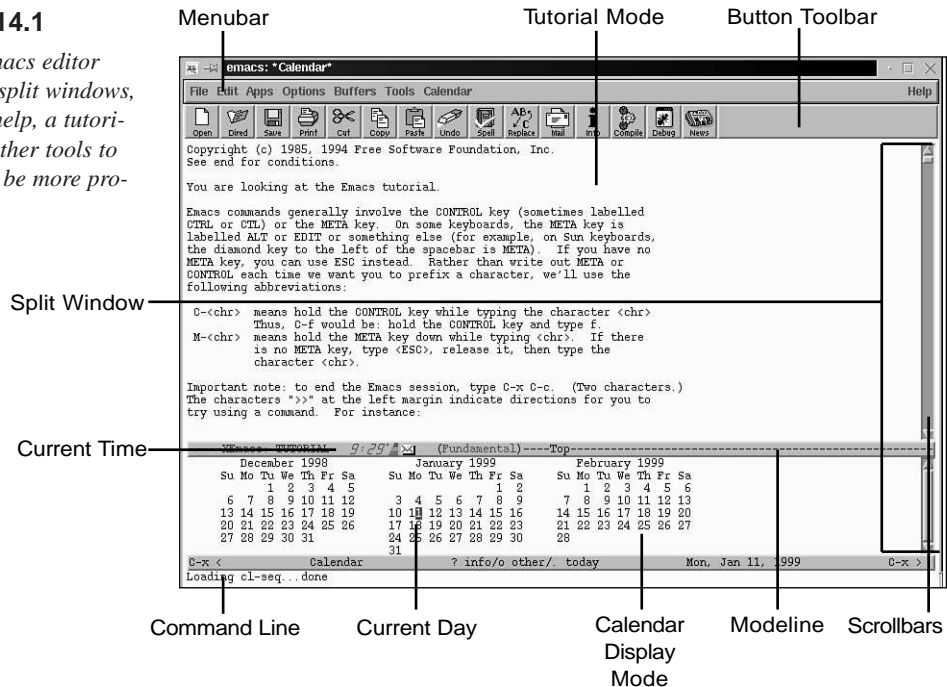 14.1
Menubar
Tutorial Mode
Button Toolbar
acs editor
split windows,
help, a tutori-
ther tools to
be more pro-
emacs: *Calendar*
File Edit Apps Options Buffers Tools Calendar Help
Open Dired Save Print Cut Copy Paste Undo Spell Replace Mail Info Compile Debug News
Copyright (c) 1985, 1994 Free Software Foundation, Inc.
See end for conditions.
You are looking at the Emacs tutorial.
Emacs commands generally involve the CONTROL key (sometimes labelled
CTRL or CTL) or the META key.  On some keyboards, the META key is
labelled ALT or EDIT or something else (for example, on Sun keyboards,
the diamond key to the left of the spacebar is META).  If you have no
META key, you can use ESC instead.  Rather than write out META or
CONTROL each time we want you to prefix a character, we'll use the
following abbreviations:
C-<chr>  means hold the CONTROL key while typing the character <chr>
Thus, C-f would be: hold the CONTROL key and type f.
M-<chr>  means hold the META key down while typing <chr>.  If there
is no META key, type <ESC>, release it, then type the
character <chr>.
Important note: to end the Emacs session, type C-x C-c.  (Two characters.)
The characters ">>" at the left margin indicate directions for you to
try using a command.  For instance:
Split Window
Current Time
XEmacs: TUTORIAL 9:29 (Fundamental)----Top----
December 1998 January 1999 February 1999
Su Mo Tu We Th Fr Sa Su Mo Tu We Th Fr Sa Su Mo Tu We Th Fr Sa
1 2 3 4 5 1 2 1 2 3 4 5 6
6 7 8 9 10 11 12 3 4 5 6 7 8 9 7 8 9 10 11 12 13
13 14 15 16 17 18 19 10 11 12 13 14 15 16 14 15 16 17 18 19 20
20 21 22 23 24 25 26 17 18 19 20 21 22 23 21 22 23 24 25 26 27
27 28 29 30 31 24 25 26 27 28 29 30 28
31
C-x < Calendar ? info/o other/. today Mon, Jan 11, 1999 C-x >
Loading cl-seq...done
Command Line
Current Day
Calendar
Display
Mode
Modeline
Scrollbars